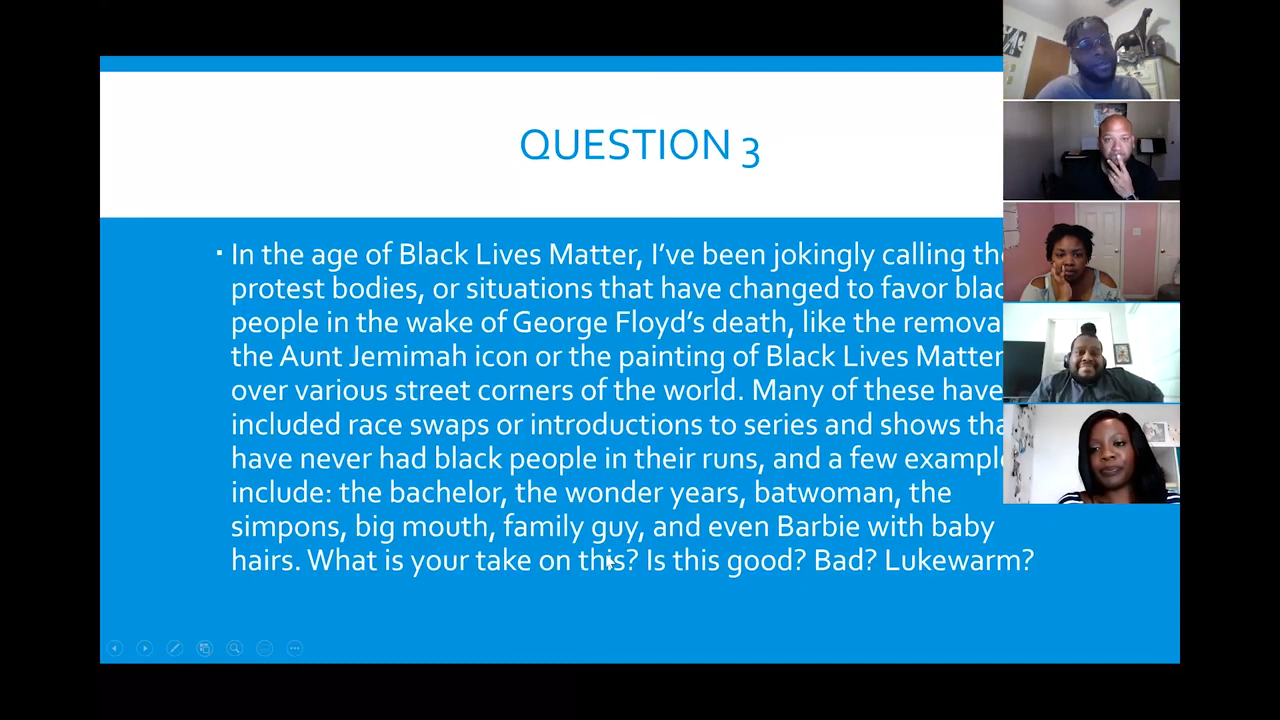 QUESTION 3
▪ In the age of Black Lives Matter, I've been jokingly calling
protest bodies, or situations that have changed to favor
people in the wake of George Floyd's death, like the
the Aunt Jemimah icon or the painting of Black Lives Matter
over various street corners of the world. Many of these have
included race swaps or introductions to series and shows
have never had black people in their runs, and a few
include: the bachelor, the wonder years, batwoman, the
simpons, big mouth, family guy, and even Barbie with baby
hairs. What is your take on this? Is this good? Bad? Lukewarm?